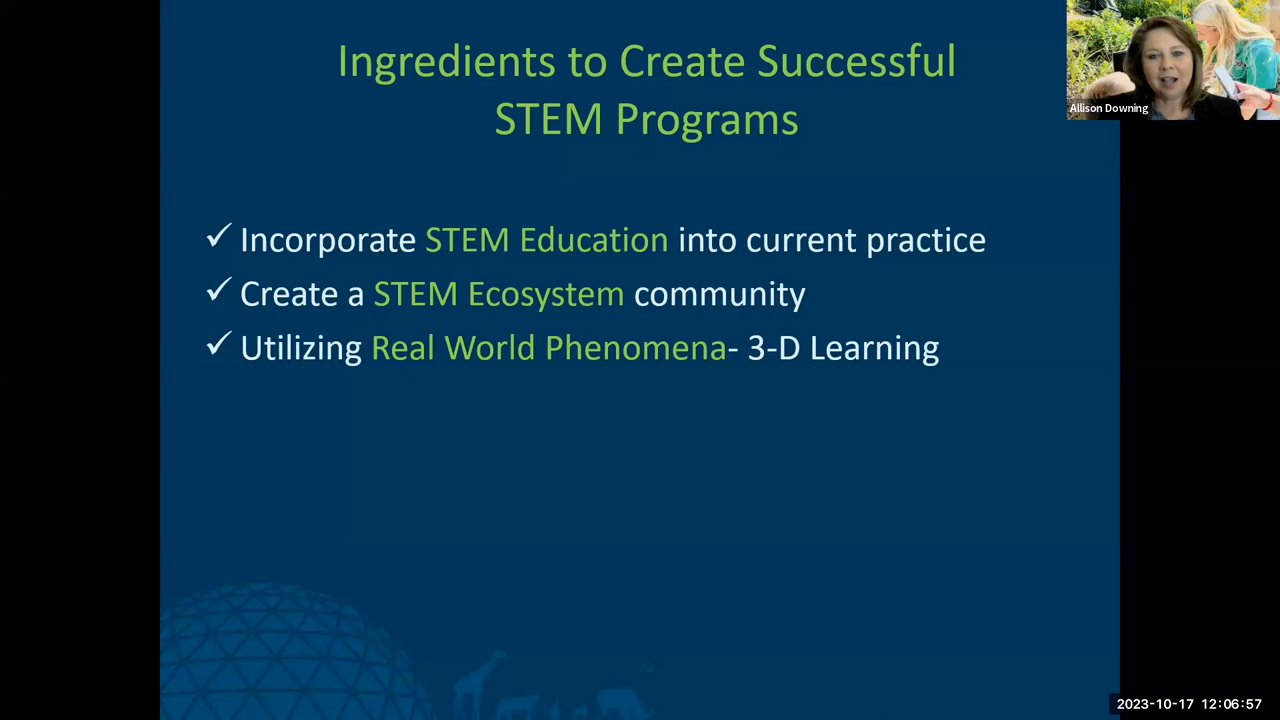 Ingredients to Create Successful
STEM Programs
✓ Incorporate STEM Education into current practice
✓ Create a STEM Ecosystem community
✓ Utilizing Real World Phenomena- 3-D Learning
Allison Downing
2023-10-17 12:06:57